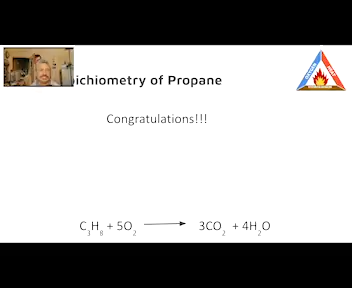 ichiometry of Propane
Congratulations!!!
C3H8 + 5O2 → 3CO2 + 4H2O